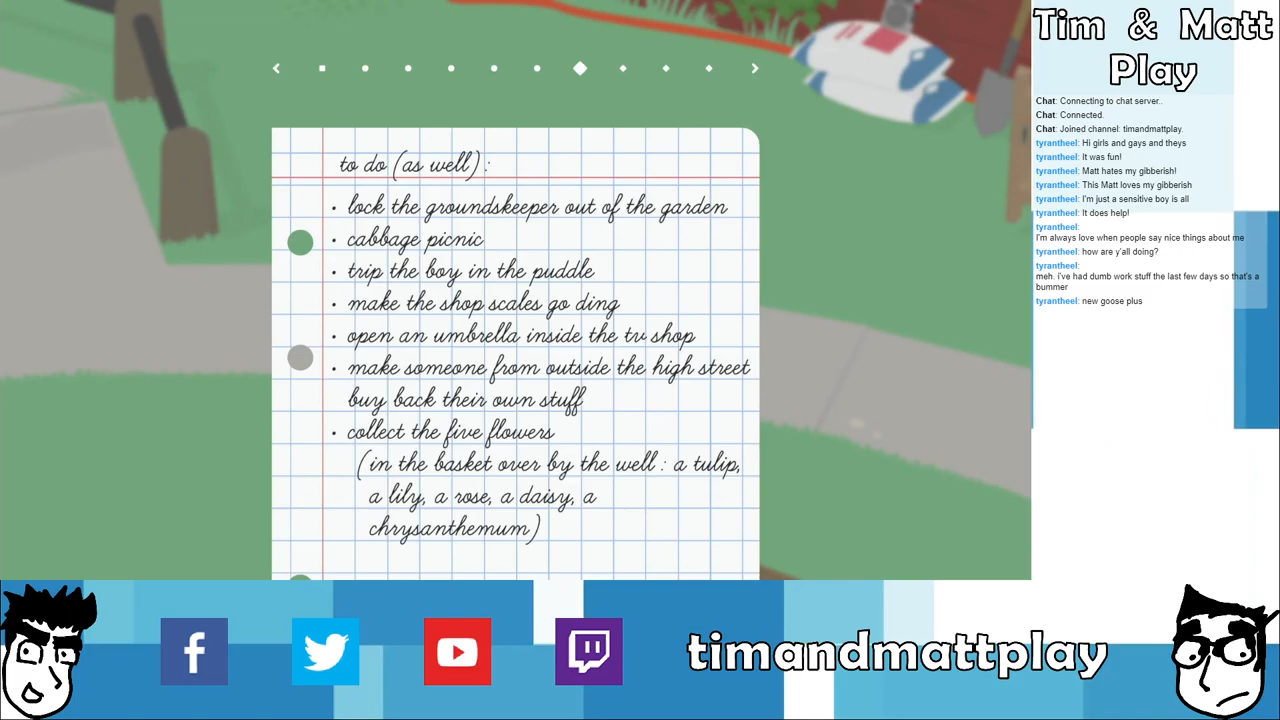 to do (as well) :
• lock the groundskeeper out of the garden
• cabbage picnic
• trip the boy in the puddle
• make the shop scales go ding
• open an umbrella inside the tv shop
• make someone from outside the high street
buy back their own stuff
• collect the five flowers
(in the basket over by the well : a tulip,
a lily, a rose, a daisy, a
chrysanthemum)
Tim & Matt
Play
Chat: Connecting to chat server..
Chat: Connected.
Chat: Joined channel: timandmattplay.
tyrantheel: Hi girls and gays and theys
tyrantheel: It was fun!
tyrantheel: Matt hates my gibberish!
tyrantheel: This Matt loves my gibberish
tyrantheel: I'm just a sensitive boy is all
tyrantheel: It does help!
tyrantheel:
I'm always love when people say nice things about me
tyrantheel: how are y'all doing?
tyrantheel:
meh. i've had dumb work stuff the last few days so that's a
bummer
tyrantheel: new goose plus
timandmattplay